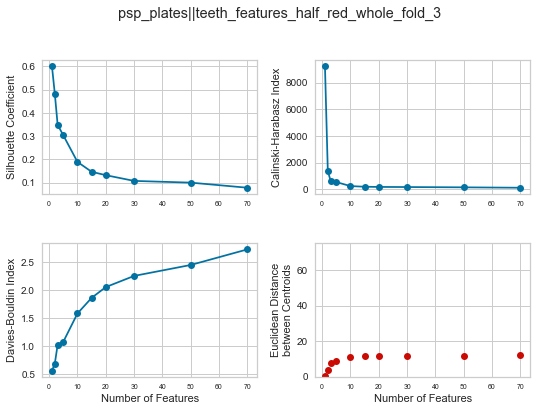 psp_plates||teeth_features_half_red_whole_fold_3
Silhouette Coefficient
0.6
0.5
0.4
0.3
0.2
0.1
0 10 20 30 40 50 60 70
Calinski-Harabasz Index
8000
6000
4000
2000
0
0 10 20 30 40 50 60 70
Davies-Bouldin Index
2.5
2.0
1.5
1.0
0.5
0 10 20 30 40 50 60 70
Number of Features
Euclidean Distance
between Centroids
60
40
20
0
0 10 20 30 40 50 60 70
Number of Features